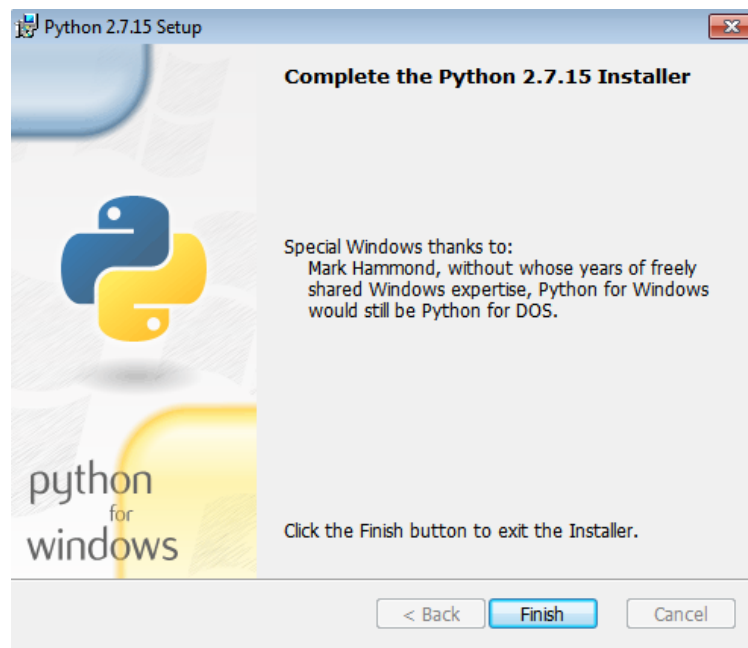 Python 2.7.15 Setup
Complete the Python 2.7.15 Installer
Special Windows thanks to:
Mark Hammond, without whose years of freely
shared Windows expertise, Python for Windows
would still be Python for DOS.
python
for
windows
Click the Finish button to exit the Installer.
< Back
Finish
Cancel